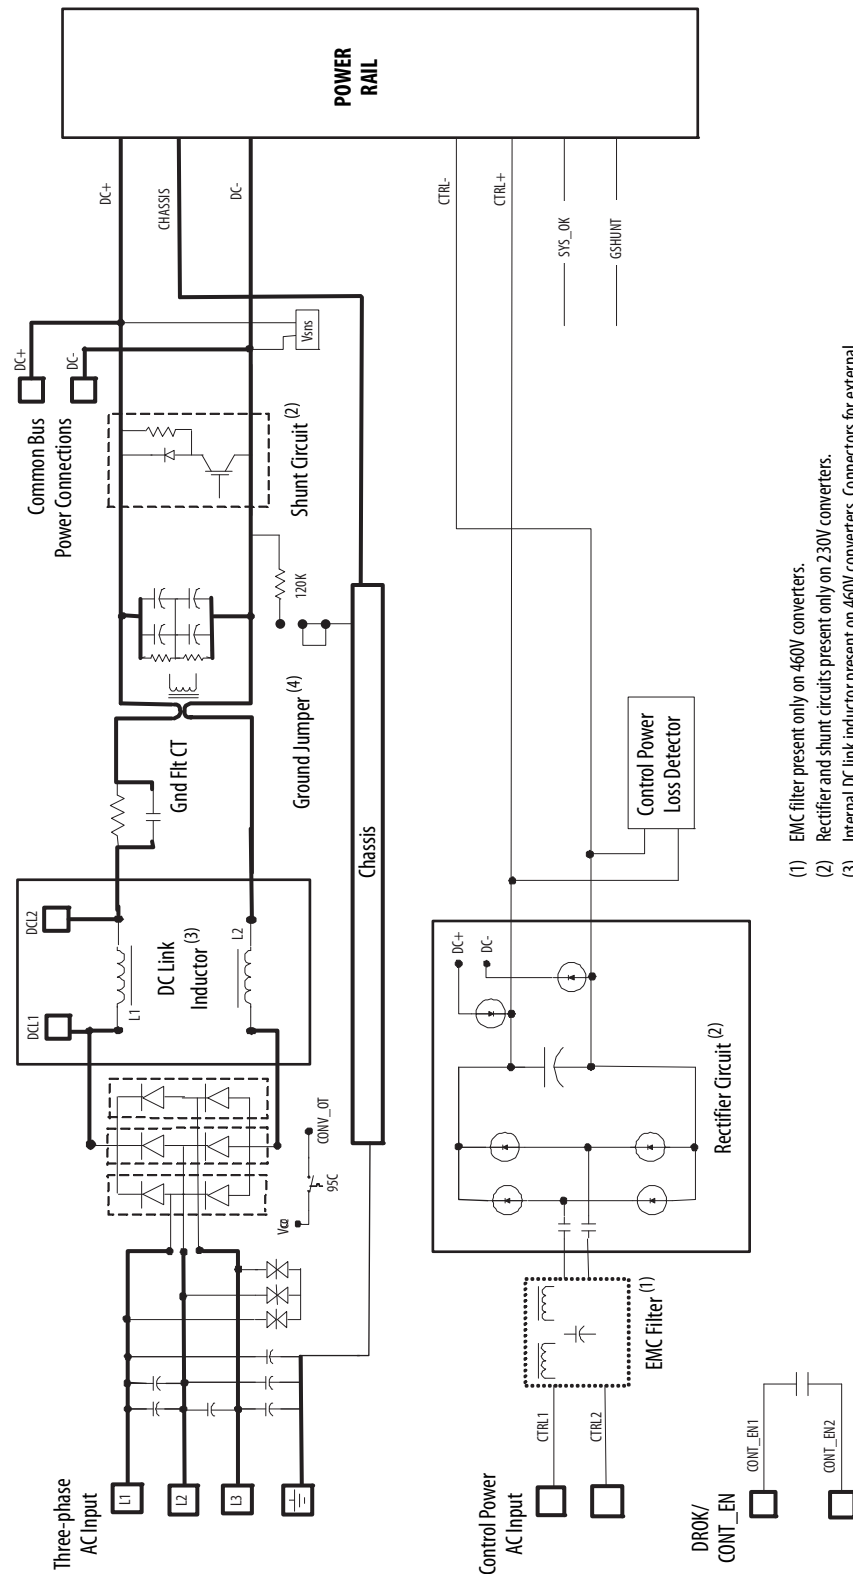 Three-phase
AC Input
L1
L2
L3
Vcc
95C
CONV_OT
DCL1
DCL2
L1
DC Link
Inductor (3)
L2
Gnd Flt CT
Ground Jumper (4)
120K
Shunt Circuit (2)
Common Bus
Power Connections
DC+
DC-
Vsns
Chassis
DC+
CHASSIS
DC-
POWER
RAIL
CTRL-
CTRL+
SYS_OK
GSHUNT
Control Power
AC Input
CTRL1
CTRL2
EMC Filter (1)
Rectifier Circuit (2)
DC+
DC-
Control Power
Loss Detector
DROK/
CONT_EN
CONT_EN1
CONT_EN2
(1) EMC filter present only on 460V converters.
(2) Rectifier and shunt circuits present only on 230V converters.
(3) Internal DC link inductor present on 460V converters. Connectors for external